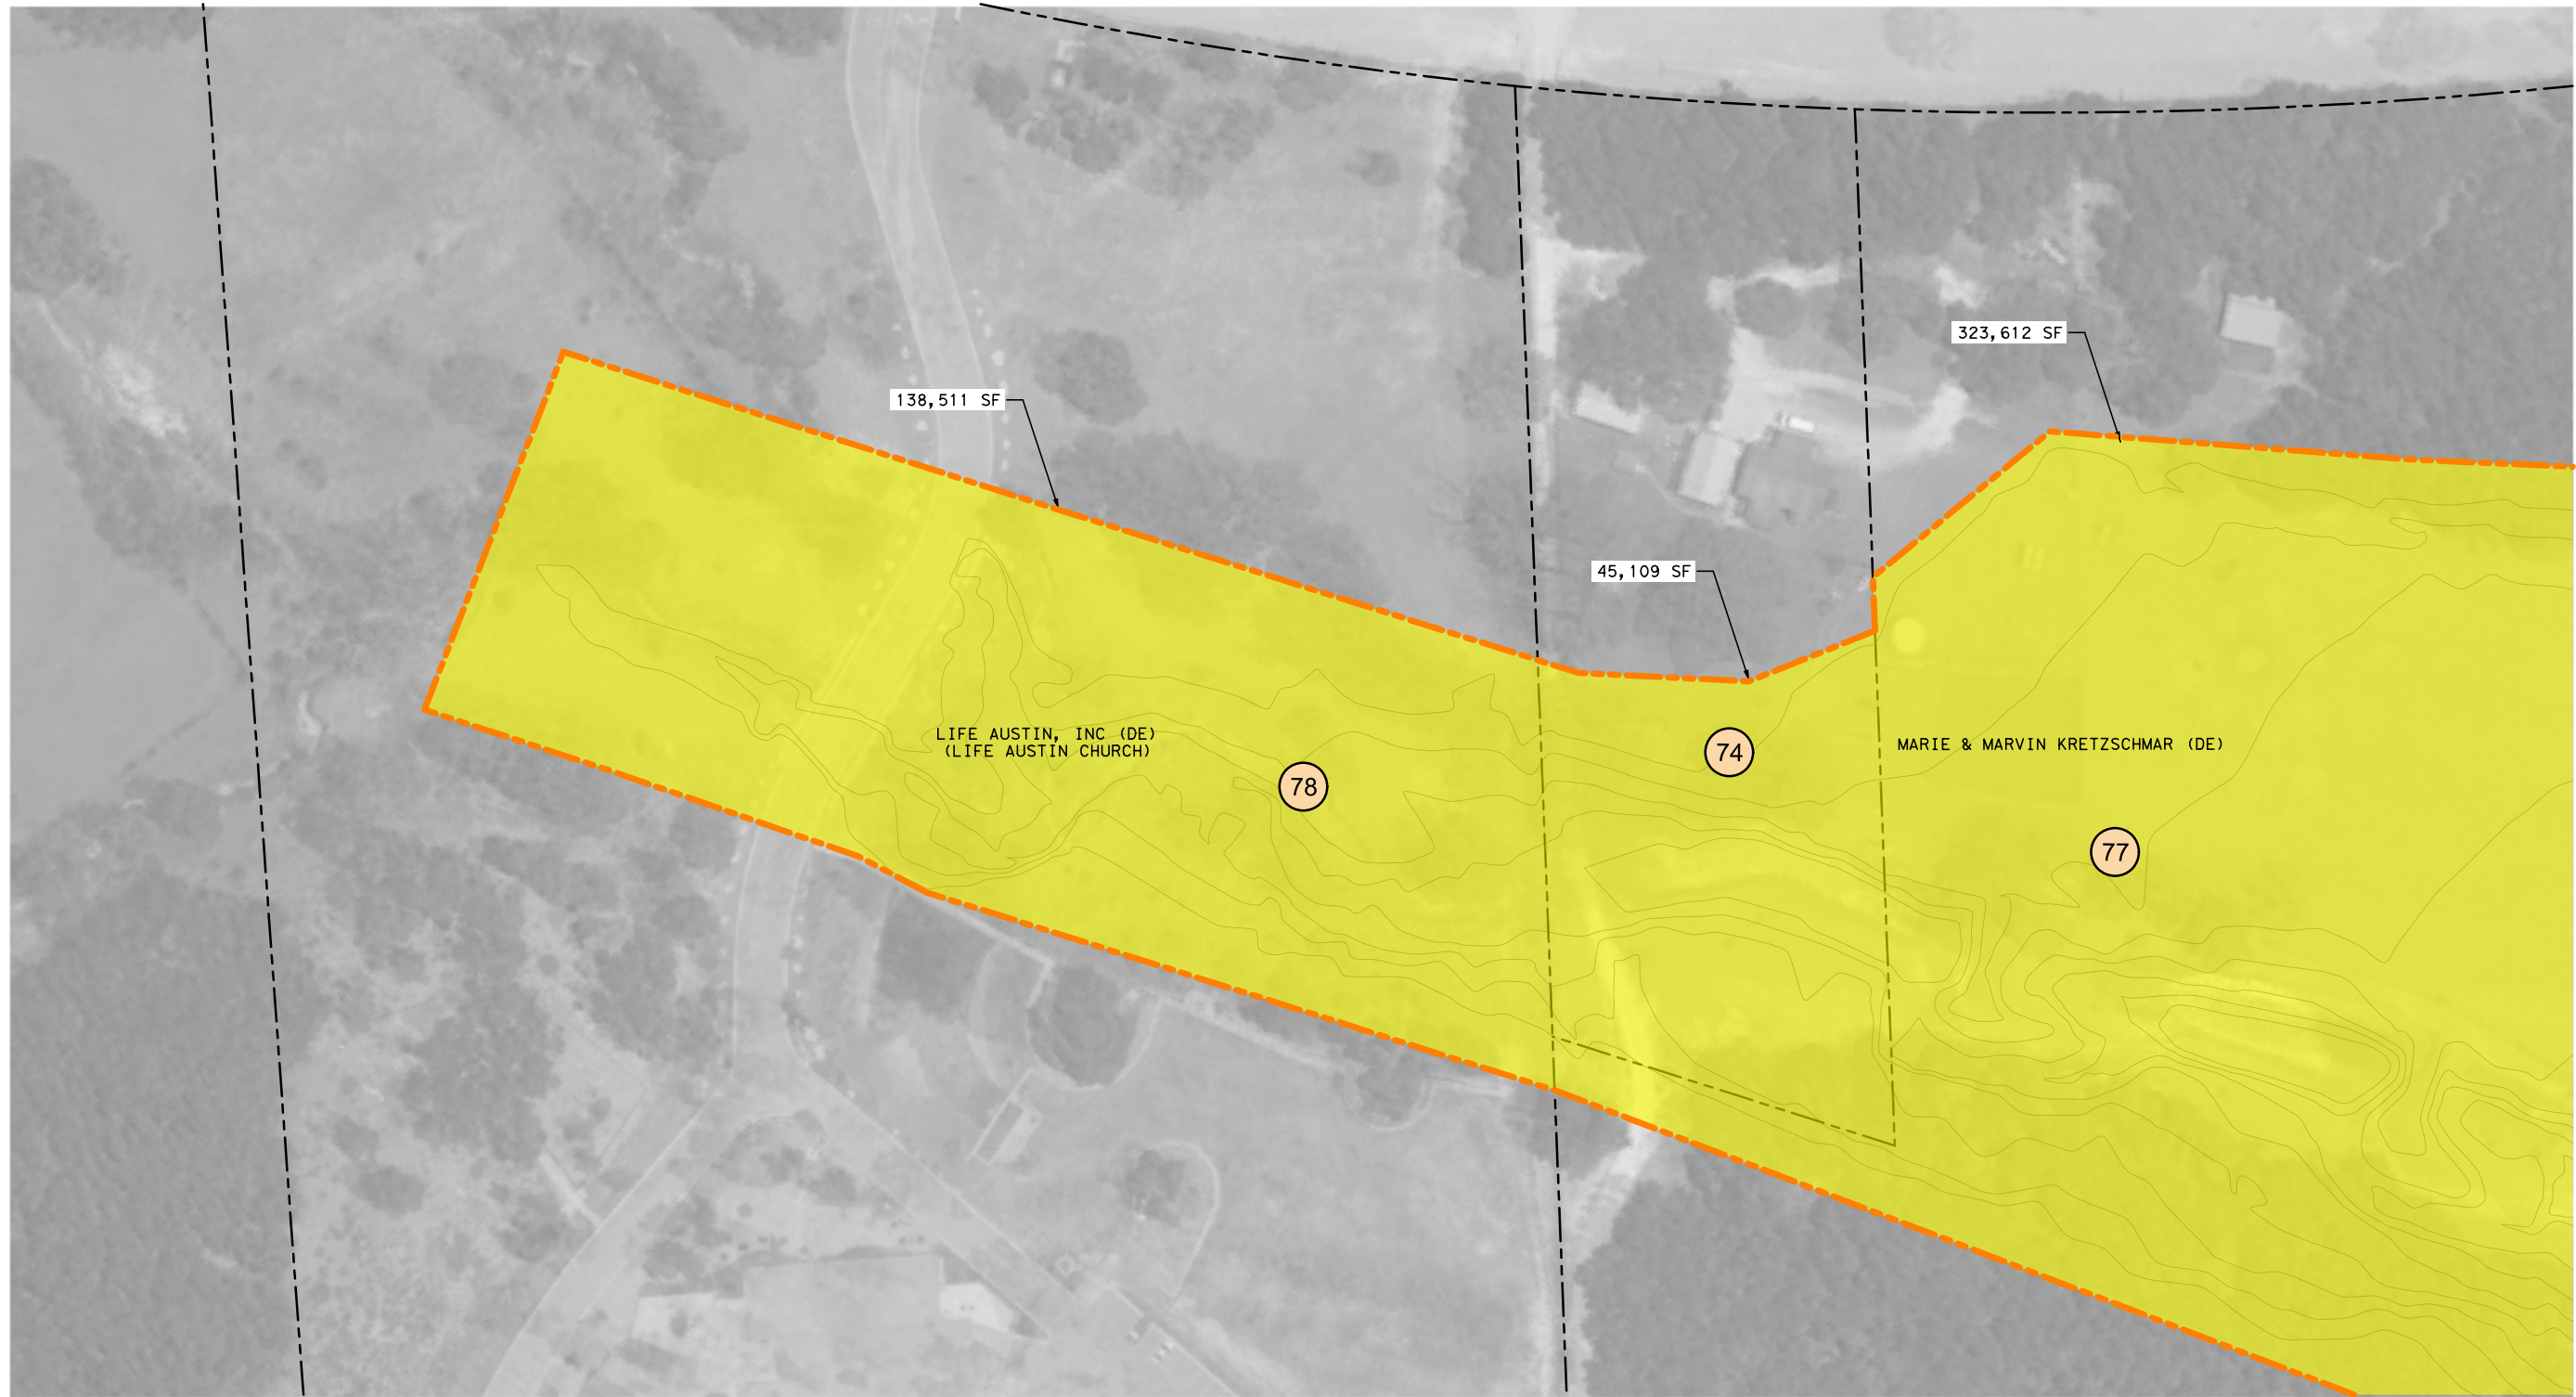 323,612 SF
138,511 SF
45,109 SF
LIFE AUSTIN, INC (DE)
(LIFE AUSTIN CHURCH)
MARIE & MARVIN KRETZSCHMAR (DE)
74
78
77